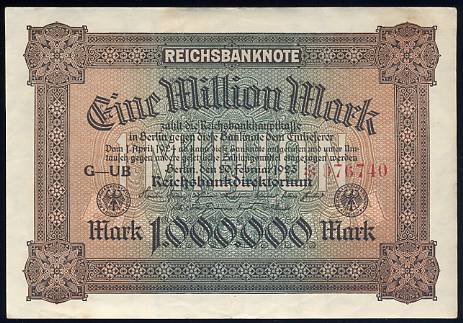 REICHSBANKNOTE
Eine Million Mark
zahlt die Reichsbankhauptkasse
in Berlin gegen diese Banknote dem Einlieferer
Vom 1. April 1924 ab kann diese Banknote aufgerufen und unter Um-
tausch gegen andere gesetzliche Zahlungsmittel eingezogen werden
Berlin, den 20. Februar 1923
G—UB 076740
Reichsbankdirektorium
Mark 1.000.000 Mark